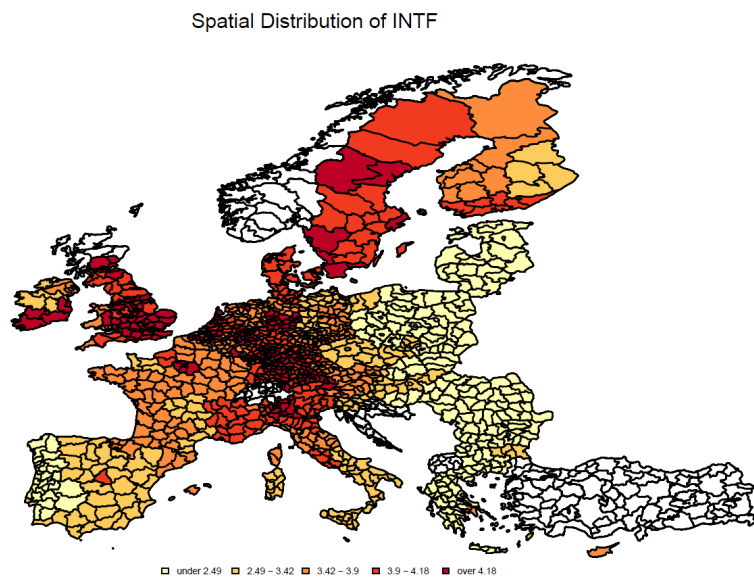 Spatial Distribution of INTF
under 2.49 2.49 – 3.42 3.42 – 3.9 3.9 – 4.18 over 4.18